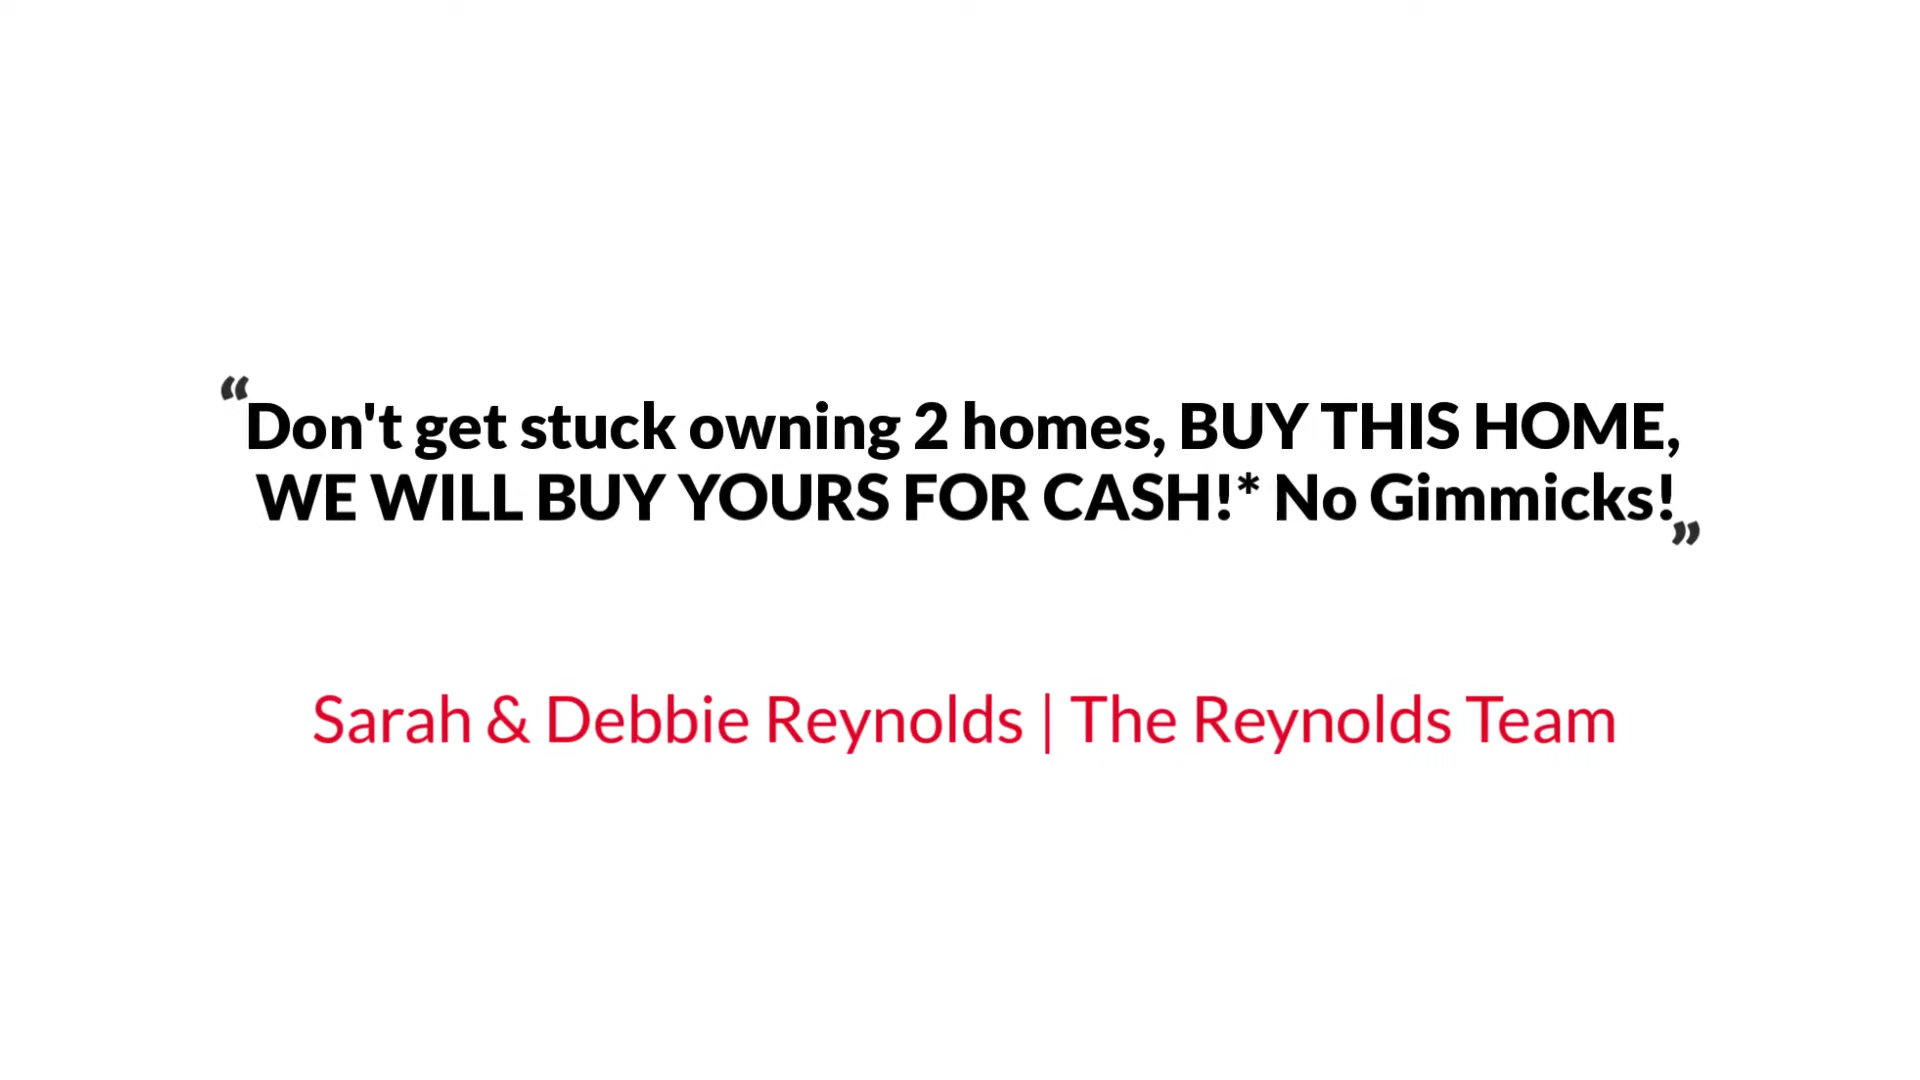 “Don't get stuck owning 2 homes, BUY THIS HOME,
WE WILL BUY YOURS FOR CASH!* No Gimmicks!”
Sarah & Debbie Reynolds | The Reynolds Team